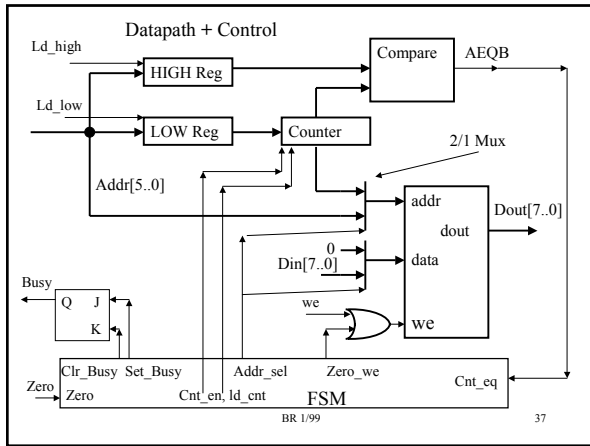 Datapath + Control
Ld_high
HIGH Reg
Compare
AEQB
Ld_low
LOW Reg
Counter
2/1 Mux
Addr[5..0]
addr
Dout[7..0]
dout
0
Din[7..0]
data
Busy
Q J
K
we
we
Clr_Busy Set_Busy Addr_sel Zero_we
Cnt_eq
Zero
Zero
Cnt_en, ld_cnt
FSM
BR 1/99 37